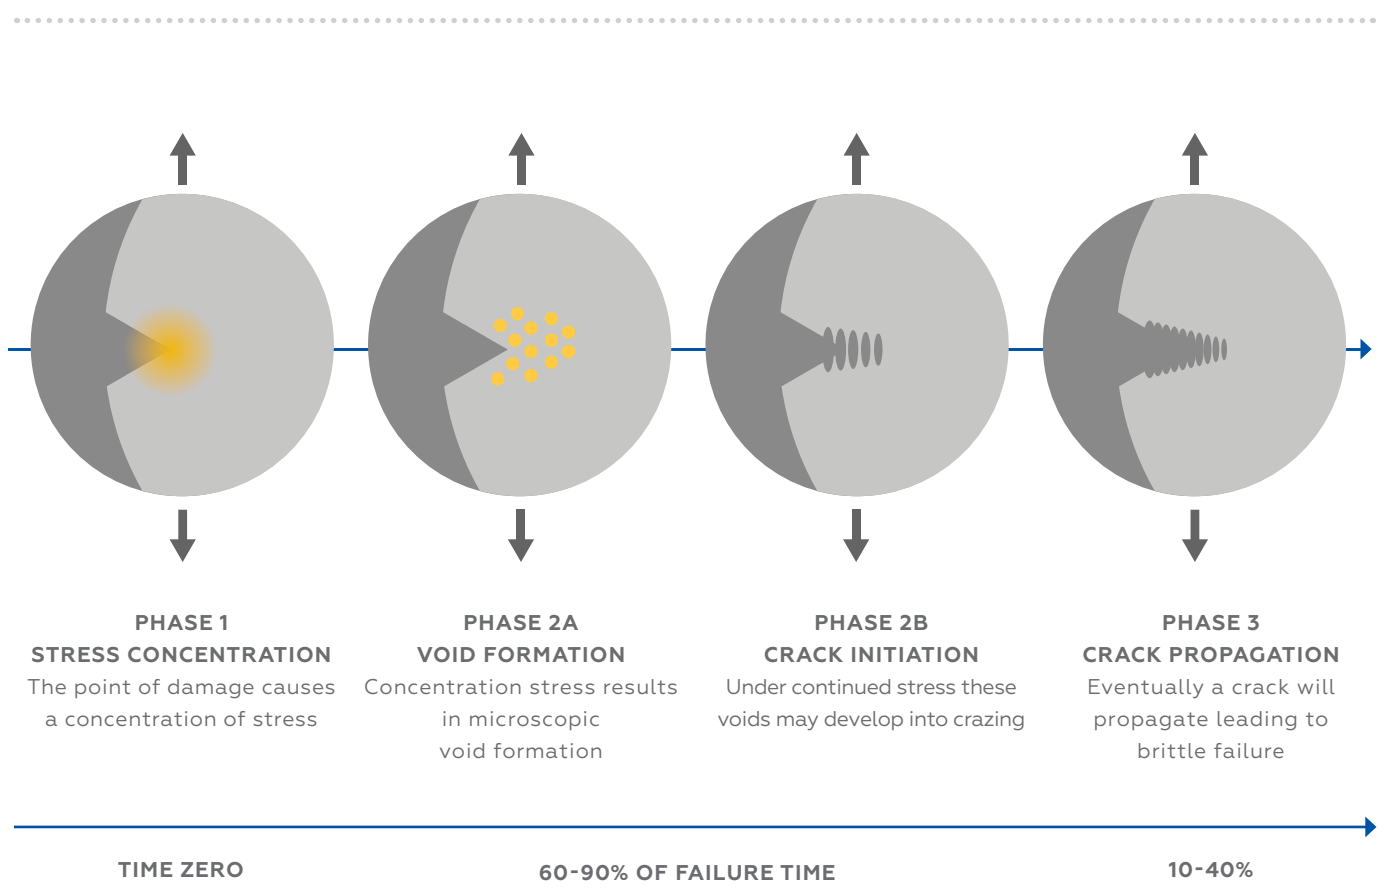 PHASE 1
STRESS CONCENTRATION
The point of damage causes
a concentration of stress
PHASE 2A
VOID FORMATION
Concentration stress results
in microscopic
void formation
PHASE 2B
CRACK INITIATION
Under continued stress these
voids may develop into crazing
PHASE 3
CRACK PROPAGATION
Eventually a crack will
propagate leading to
brittle failure
TIME ZERO
60-90% OF FAILURE TIME
10-40%